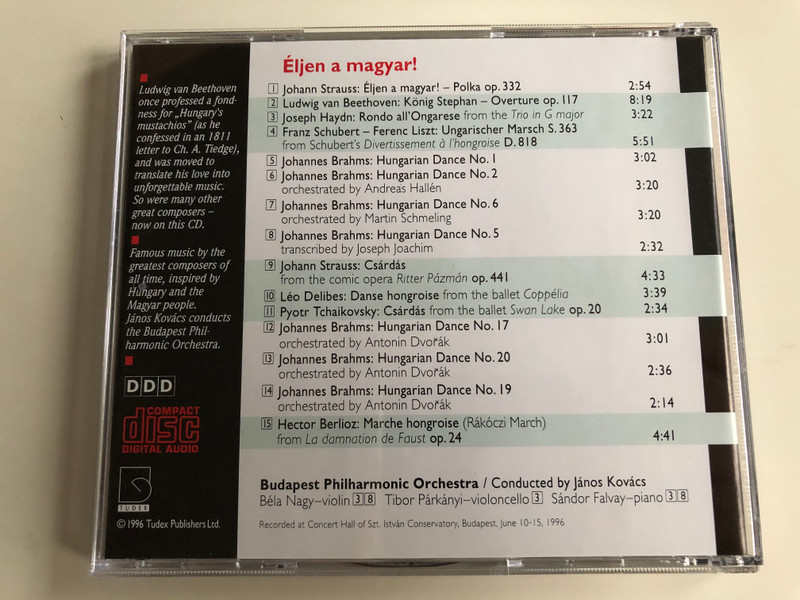 Éljen a magyar!
1 Johann Strauss: Éljen a magyar! – Polka op. 332 2:54
2 Ludwig van Beethoven: König Stephan – Overture op. 117 8:19
3 Joseph Haydn: Rondo all'Ongarese from the Trio in G major 3:22
4 Franz Schubert – Ferenc Liszt: Ungarischer Marsch S. 363
from Schubert's Divertissement à l'hongroise D. 818 5:51
5 Johannes Brahms: Hungarian Dance No. 1 3:02
6 Johannes Brahms: Hungarian Dance No. 2
orchestrated by Andreas Hallén 3:20
7 Johannes Brahms: Hungarian Dance No. 6
orchestrated by Martin Schmeling 3:20
8 Johannes Brahms: Hungarian Dance No. 5
transcribed by Joseph Joachim 2:32
9 Johann Strauss: Csárdás
from the comic opera Ritter Pázmán op. 441 4:33
10 Léo Delibes: Danse hongroise from the ballet Coppélia 3:39
11 Pyotr Tchaikovsky: Csárdás from the ballet Swan Lake op. 20 2:34
12 Johannes Brahms: Hungarian Dance No. 17
orchestrated by Antonin Dvořák 3:01
13 Johannes Brahms: Hungarian Dance No. 20
orchestrated by Antonin Dvořák 2:36
14 Johannes Brahms: Hungarian Dance No. 19
orchestrated by Antonin Dvořák 2:14
15 Hector Berlioz: Marche hongroise (Rákóczi March)
from La damnation de Faust op. 24 4:41
Budapest Philharmonic Orchestra / Conducted by János Kovács
Béla Nagy–violin 3 8 Tibor Párkányi–violoncello 3 Sándor Falvay–piano 3 8
Recorded at Concert Hall of Szt. István Conservatory, Budapest, June 10-15, 1996
Ludwig van Beethoven
once professed a fond-
ness for „Hungary's
mustachios" (as he
confessed in an 1811
letter to Ch. A. Tiedge),
and was moved to
translate his love into
unforgettable music.
So were many other
great composers –
now on this CD.
Famous music by the
greatest composers of
all time, inspired by
Hungary and the
Magyar people.
János Kovács conducts
the Budapest Phil-
harmonic Orchestra.
DDD
COMPACT
disc
DIGITAL AUDIO
TUDEX
© 1996 Tudex Publishers Ltd.